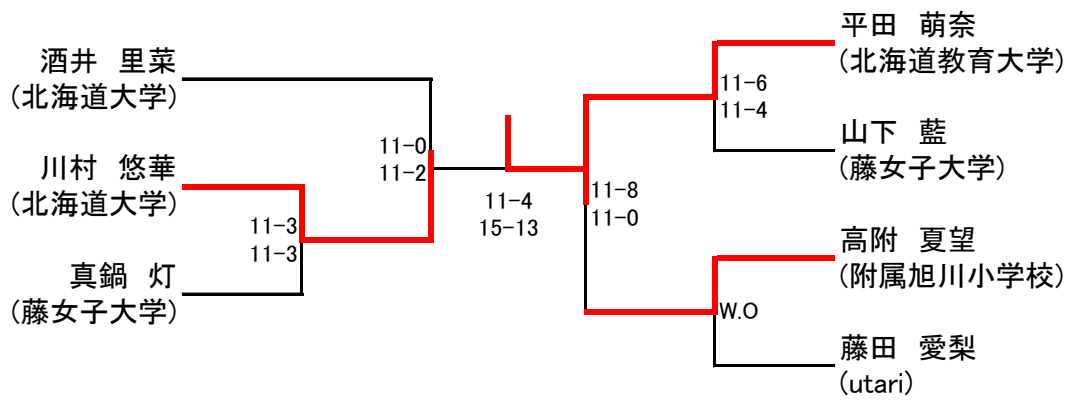 酒井 里菜
(北海道大学)
川村 悠華
(北海道大学)
真鍋 灯
(藤女子大学)
11-3
11-3
11-0
11-2
11-4
15-13
11-8
11-0
11-6
11-4
W.O
平田 萌奈
(北海道教育大学)
山下 藍
(藤女子大学)
高附 夏望
(附属旭川小学校)
藤田 愛梨
(utari)